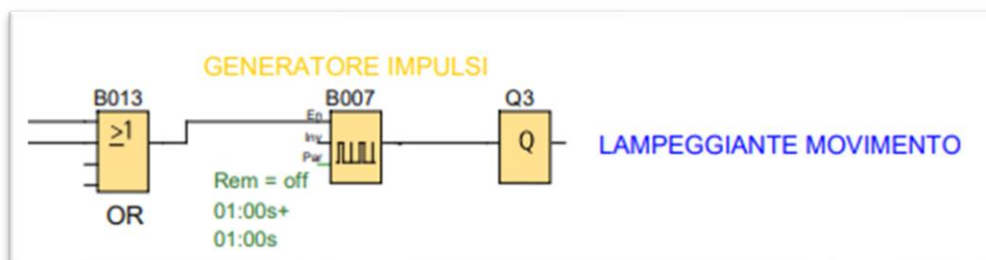 GENERATORE IMPULSI
B013
B007
Q3
≥1
En
Inv
Par
Q
LAMPEGGIANTE MOVIMENTO
Rem = off
01:00s+
01:00s
OR